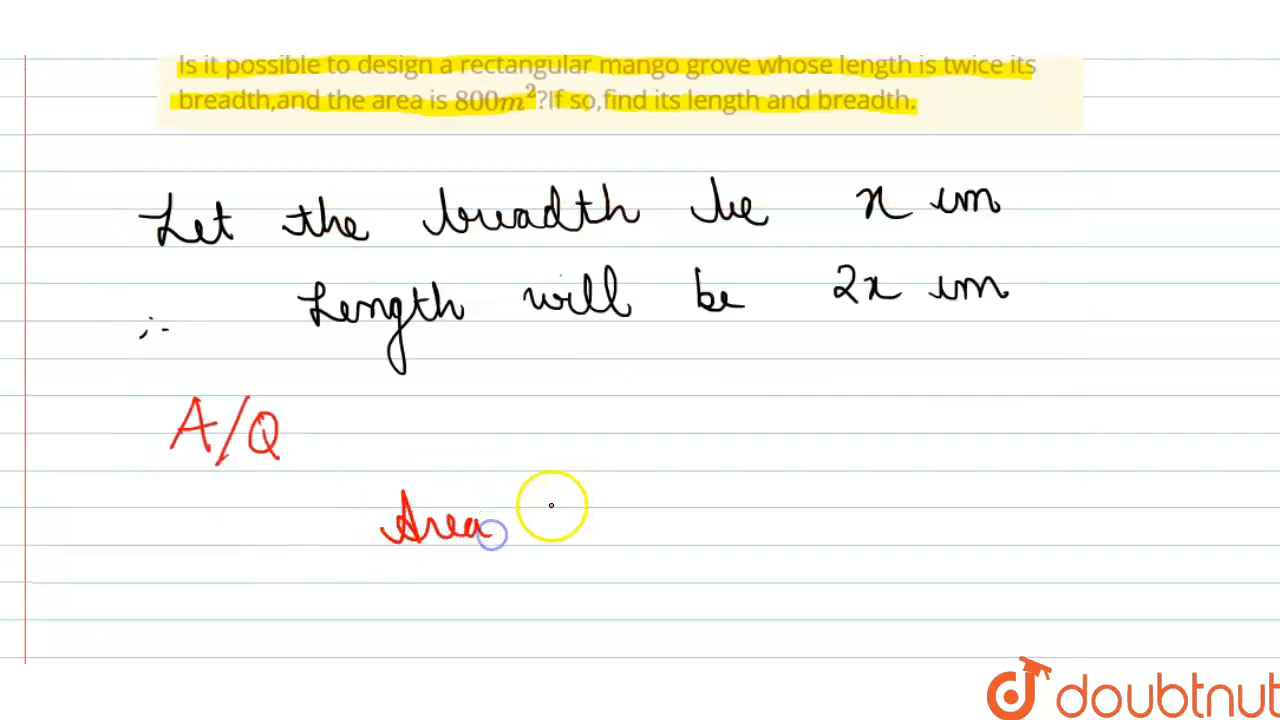 Is it possible to design a rectangular mango grove whose length is twice its
breadth,and the area is 800m²?If so,find its length and breadth.
Let the breadth be x m
∴ Length will be 2x m
A/Q
Area
doubtnut